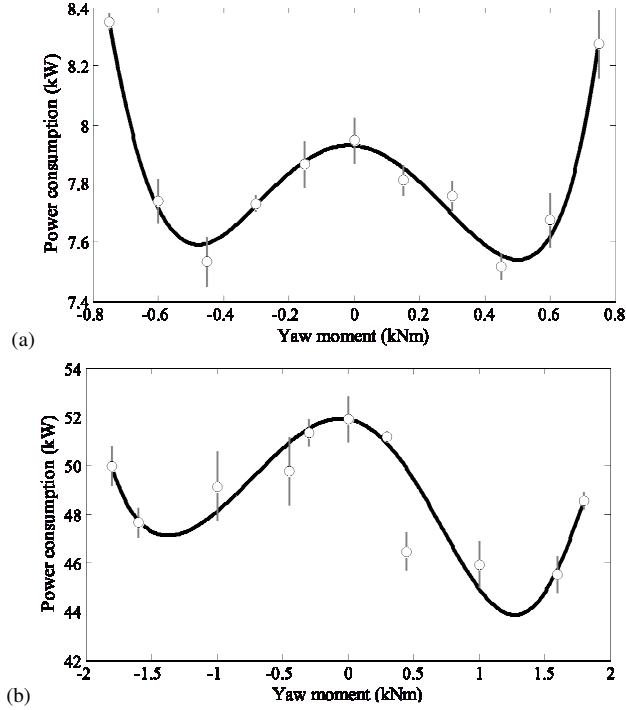 8.4
8.2
8
7.8
7.6
7.4
Power consumption (kW)
-0.8 -0.6 -0.4 -0.2 0 0.2 0.4 0.6 0.8
Yaw moment (kNm)
(a)
54
52
50
48
46
44
42
Power consumption (kW)
-2 -1.5 -1 -0.5 0 0.5 1 1.5 2
Yaw moment (kNm)
(b)